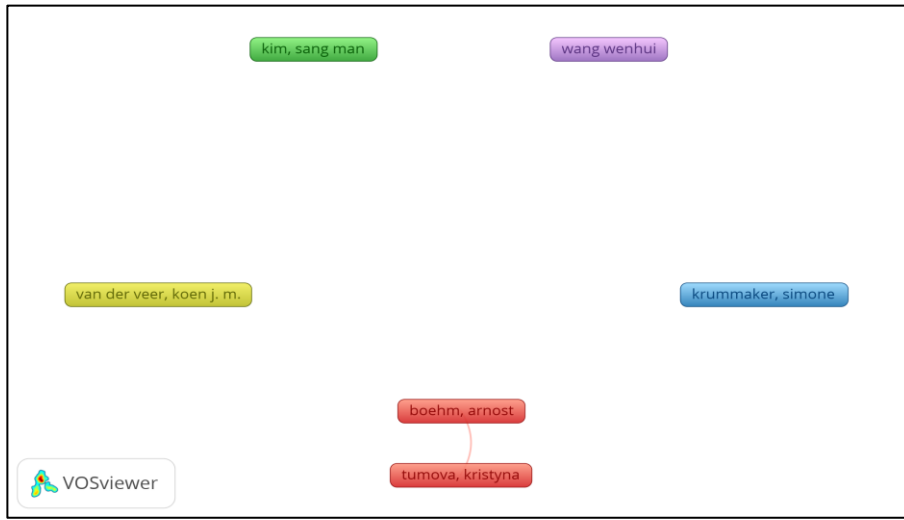 kim, sang man
wang wenhui
van der veer, koen j. m.
krummaker, simone
boehm, arnost
tumova, kristyna
VOSviewer